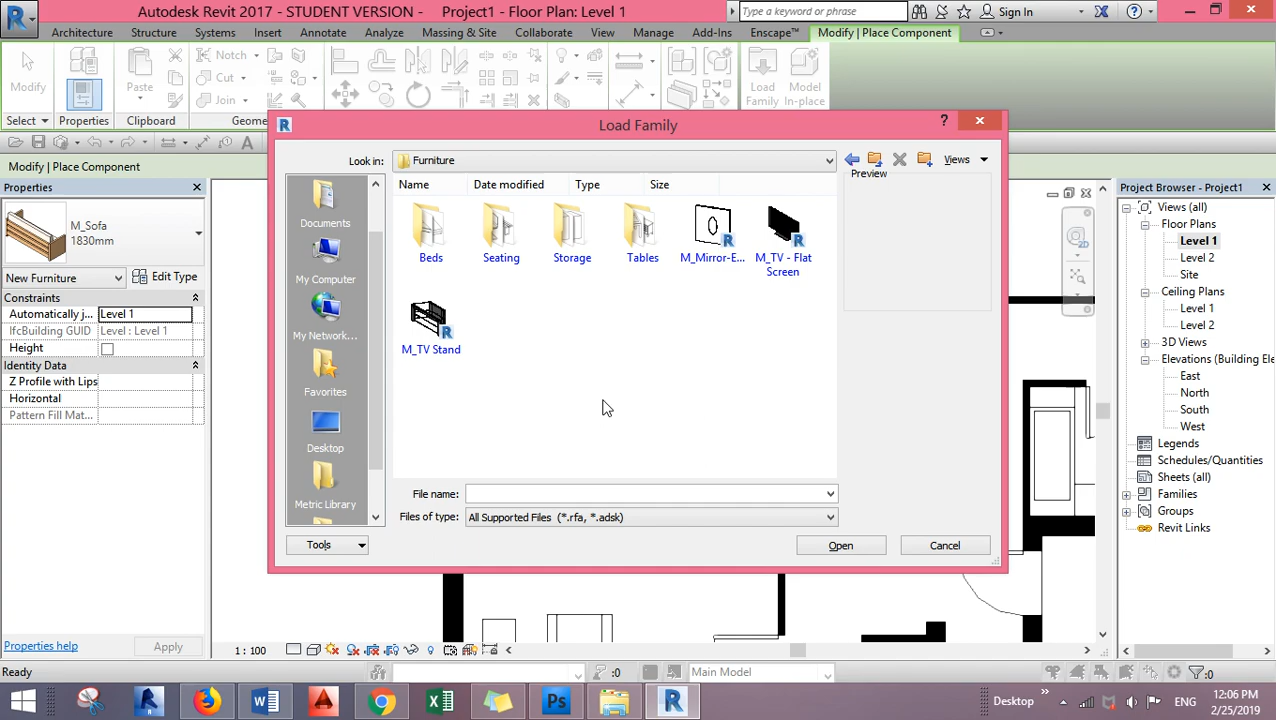 Autodesk Revit 2017 - STUDENT VERSION - Project1 - Floor Plan: Level 1
Type a keyword or phrase
Sign In
Architecture Structure Systems Insert Annotate Analyze Massing & Site Collaborate View Manage Add-Ins Enscape™ Modify | Place Component
Modify
Properties
Paste
Notch
Cut
Join
Load Family
Model In-place
Select Properties Clipboard Geome
Modify | Place Component
Properties
M_Sofa
1830mm
New Furniture Edit Type
Constraints
Automatically j... Level 1
IfcBuilding GUID Level : Level 1
Height
Identity Data
Z Profile with Lips
Horizontal
Pattern Fill Mat...
Properties help Apply
Load Family
Look in: Furniture Views
Documents
My Computer
My Network...
Favorites
Desktop
Metric Library
Name Date modified Type Size
Beds
Seating
Storage
Tables
M_Mirror-E...
M_TV - Flat Screen
M_TV Stand
Preview
File name:
Files of type: All Supported Files (*.rfa, *.adsk)
Tools Open Cancel
Project Browser - Project1
Views (all)
Floor Plans
Level 1
Level 2
Site
Ceiling Plans
Level 1
Level 2
3D Views
Elevations (Building Ele
East
North
South
West
Legends
Schedules/Quantities
Sheets (all)
Families
Groups
Revit Links
1 : 100
Ready
:0
Main Model
:0
Desktop
ENG
12:06 PM
2/25/2019